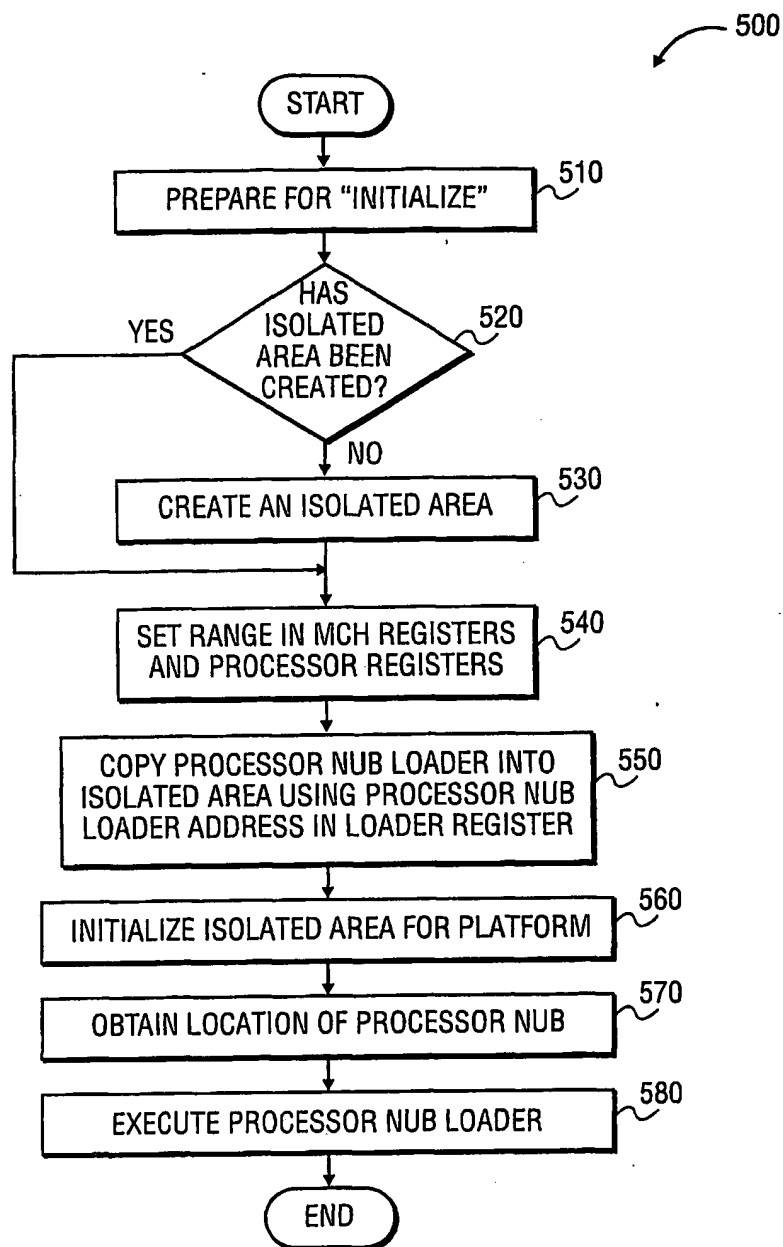 500
START
PREPARE FOR “INITIALIZE”
510
HAS
ISOLATED
AREA BEEN
CREATED?
520
YES
NO
CREATE AN ISOLATED AREA
530
SET RANGE IN MCH REGISTERS
AND PROCESSOR REGISTERS
540
COPY PROCESSOR NUB LOADER INTO
ISOLATED AREA USING PROCESSOR NUB
LOADER ADDRESS IN LOADER REGISTER
550
INITIALIZE ISOLATED AREA FOR PLATFORM
560
OBTAIN LOCATION OF PROCESSOR NUB
570
EXECUTE PROCESSOR NUB LOADER
580
END